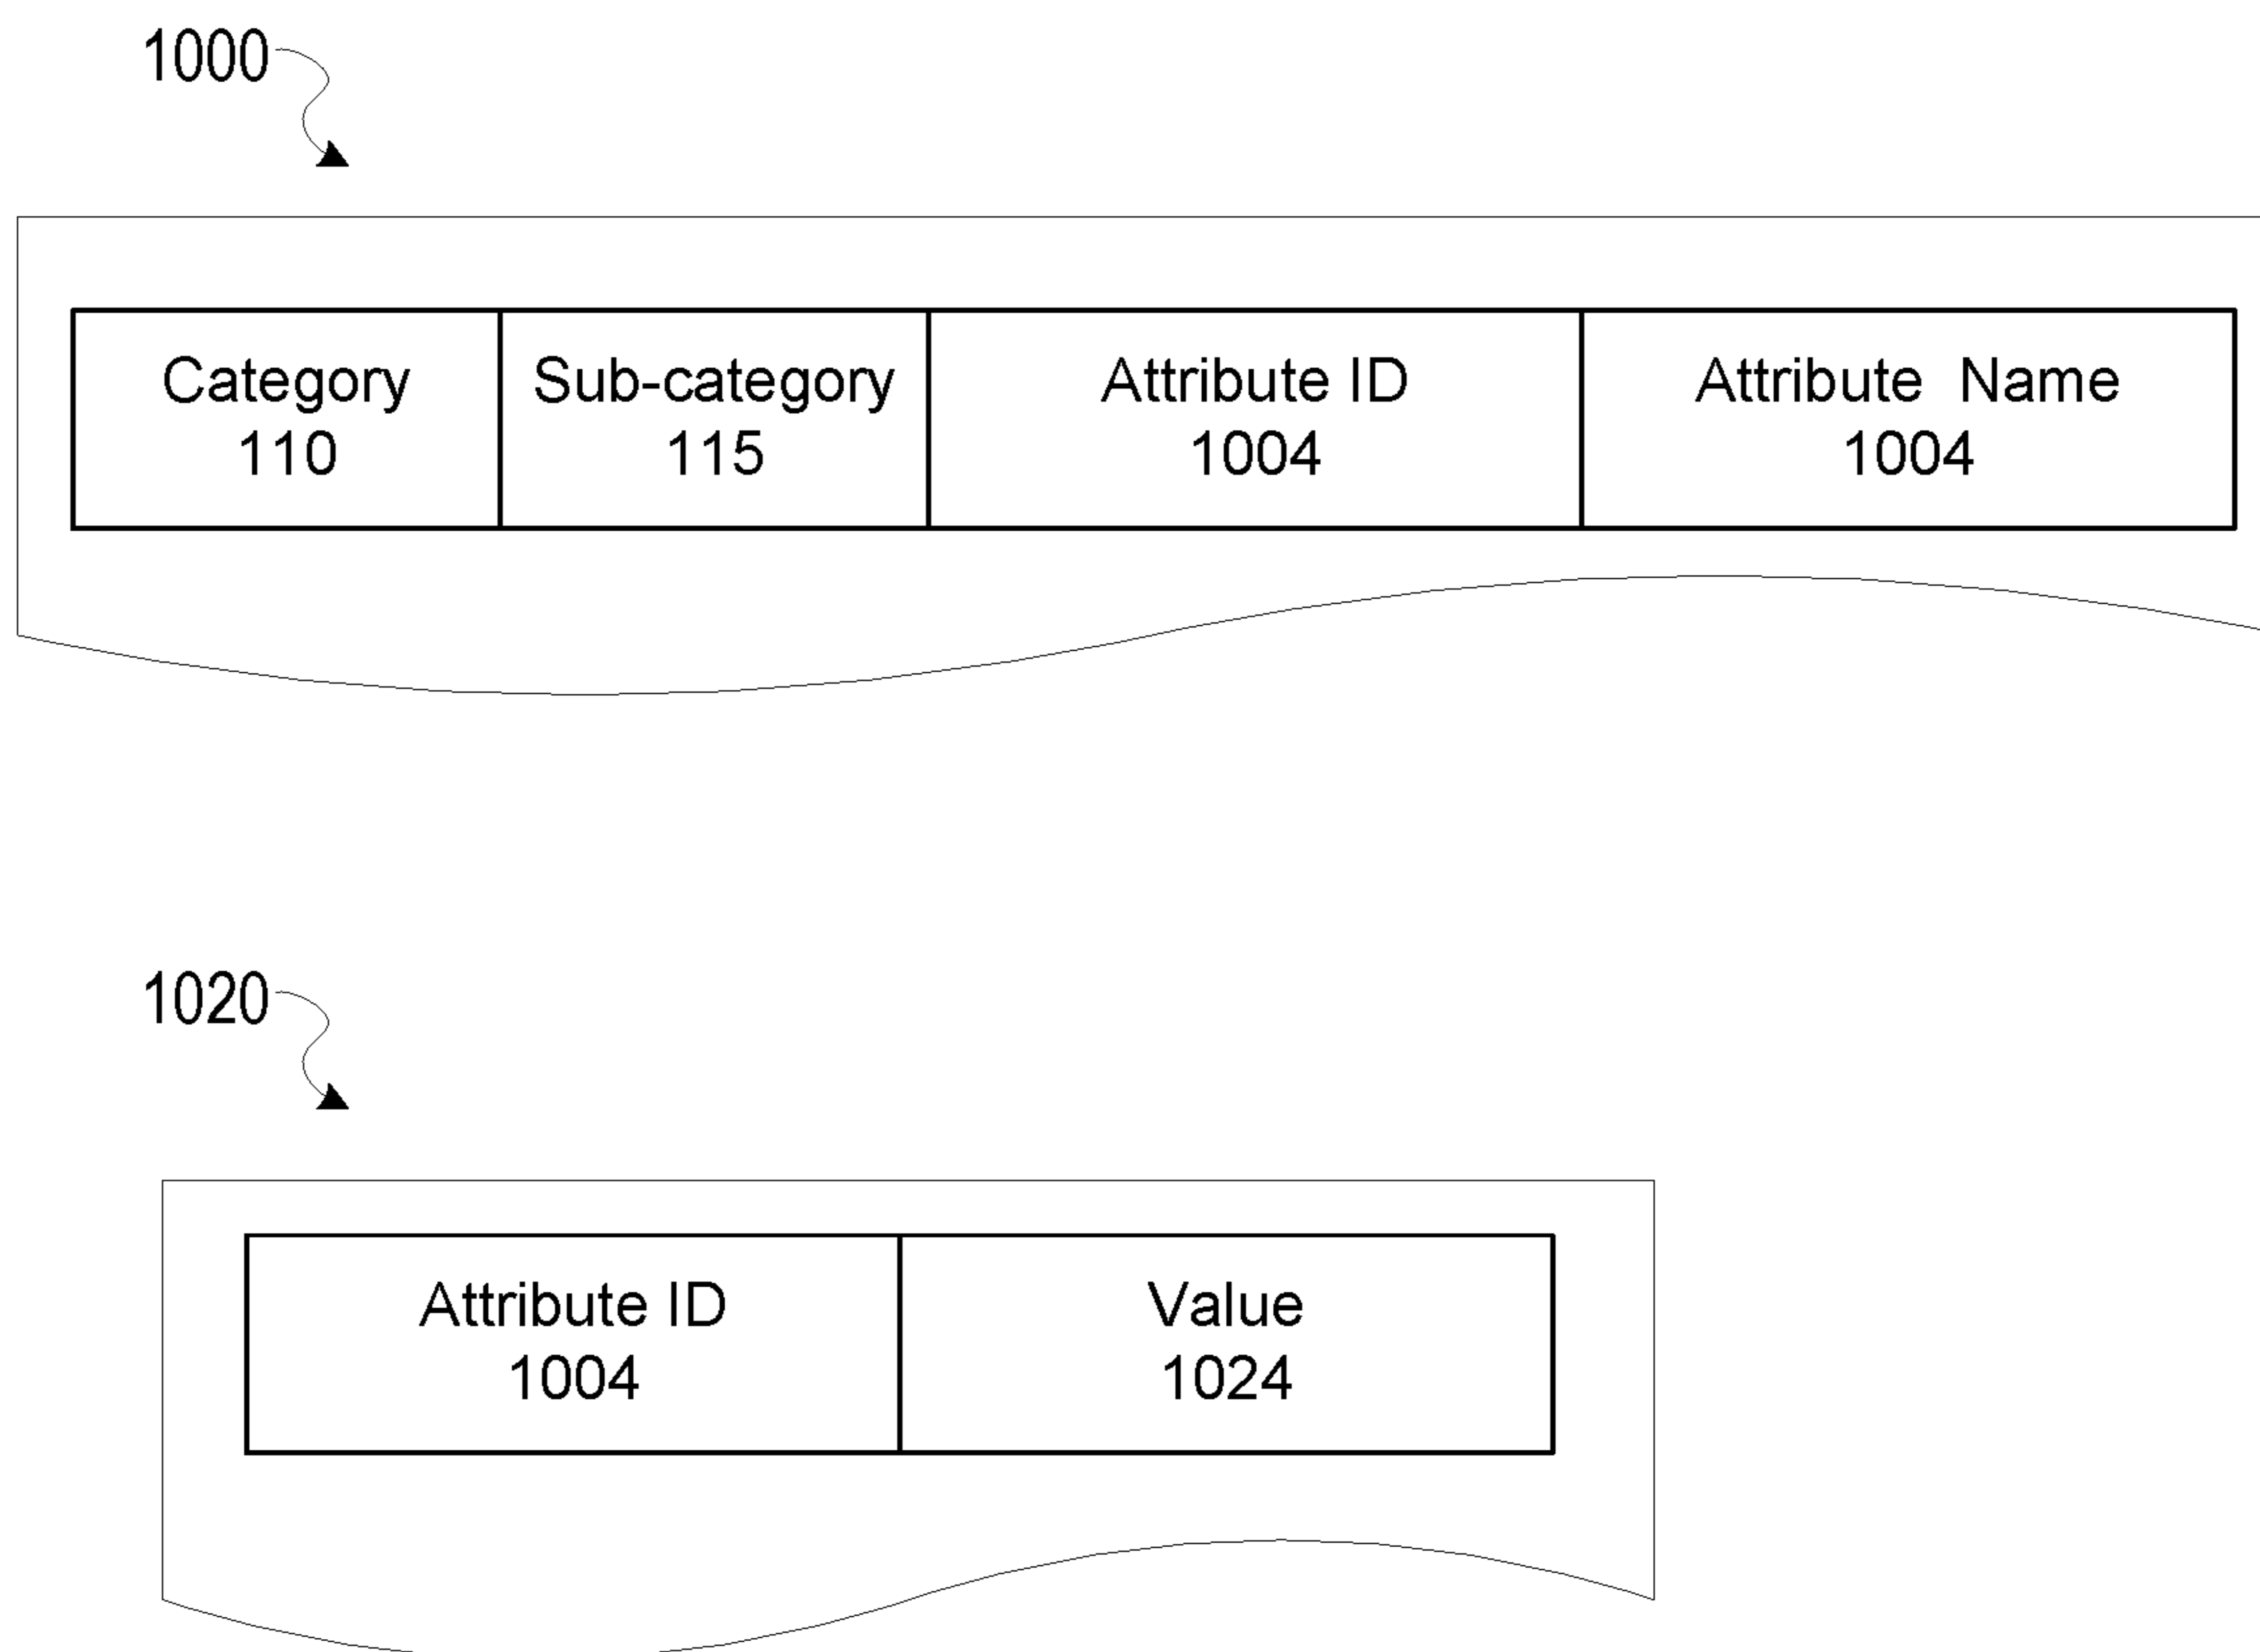 1000
Category Sub-category Attribute ID Attribute Name
110 115 1004 1004
1020
Attribute ID Value
1004 1024